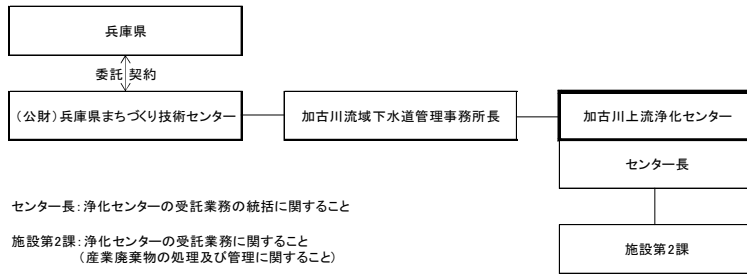 兵庫県
委託 契約
(公財)兵庫県まちづくり技術センター
加古川流域下水道管理事務所長
加古川上流浄化センター
センター長
センター長:浄化センターの受託業務の統括に関すること
施設第2課:浄化センターの受託業務に関すること
(産業廃棄物の処理及び管理に関すること)
施設第2課